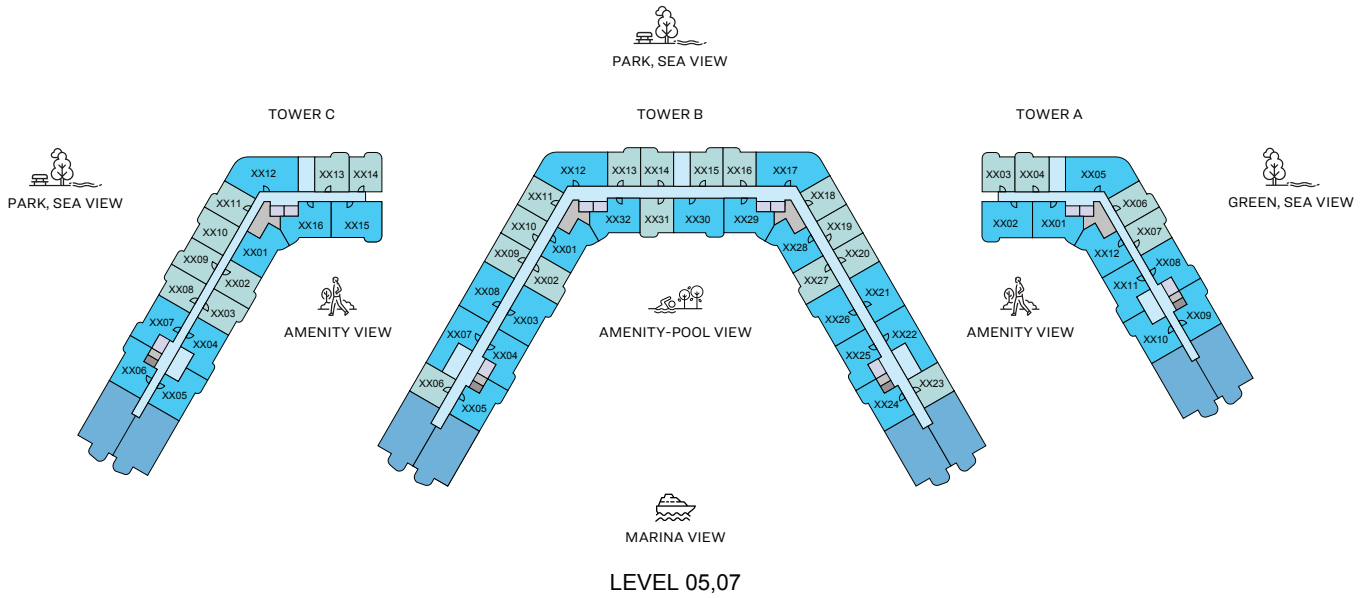 PARK, SEA VIEW
TOWER C
TOWER B
TOWER A
PARK, SEA VIEW
GREEN, SEA VIEW
XX12
XX13
XX14
XX11
XX10
XX09
XX08
XX07
XX06
XX16
XX15
XX01
XX02
XX03
XX04
XX05
AMENITY VIEW
XX12
XX13
XX14
XX15
XX16
XX17
XX11
XX10
XX09
XX08
XX07
XX06
XX32
XX31
XX30
XX29
XX01
XX02
XX03
XX04
XX05
XX18
XX19
XX20
XX21
XX22
XX23
XX28
XX27
XX26
XX25
XX24
AMENITY-POOL VIEW
XX03
XX04
XX05
XX02
XX01
XX06
XX07
XX08
XX09
XX12
XX11
XX10
AMENITY VIEW
MARINA VIEW
LEVEL 05,07